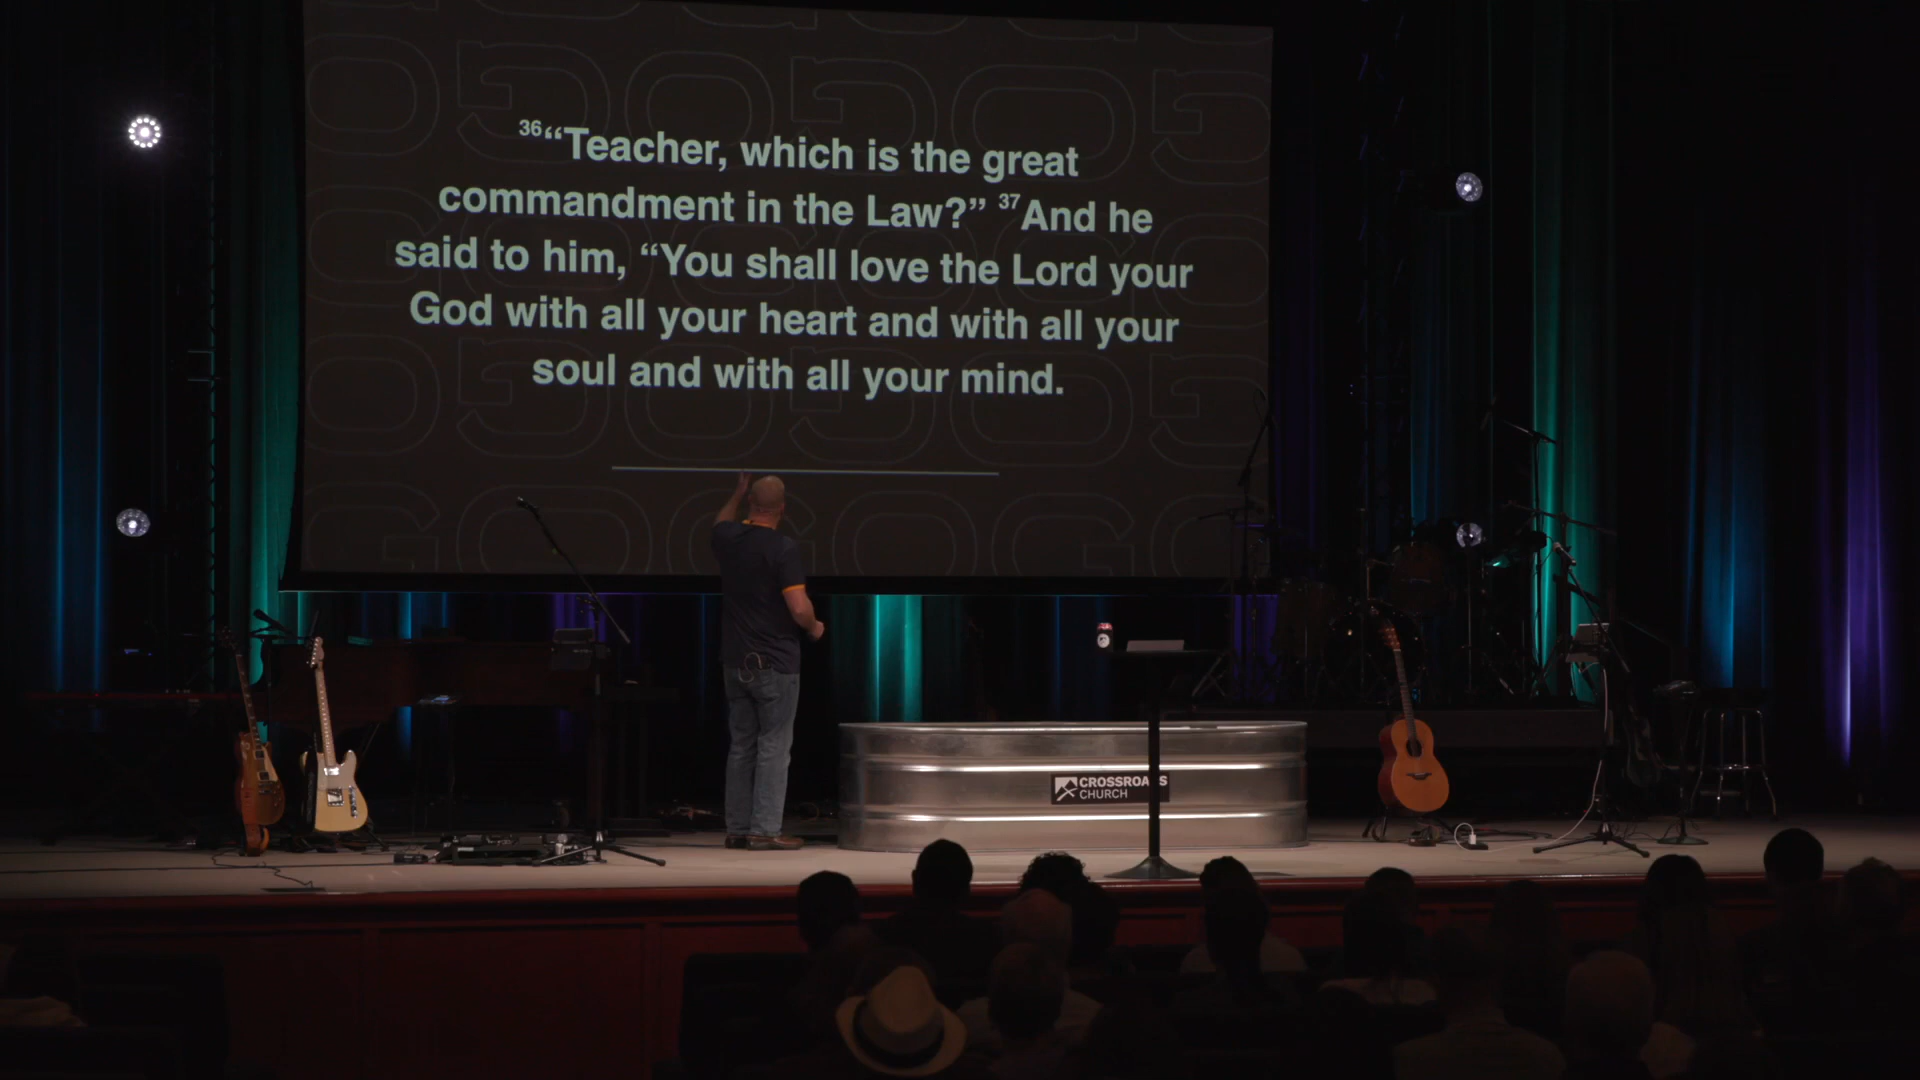 36“Teacher, which is the great
commandment in the Law?” 37And he
said to him, “You shall love the Lord your
God with all your heart and with all your
soul and with all your mind.
CROSSROADS
CHURCH